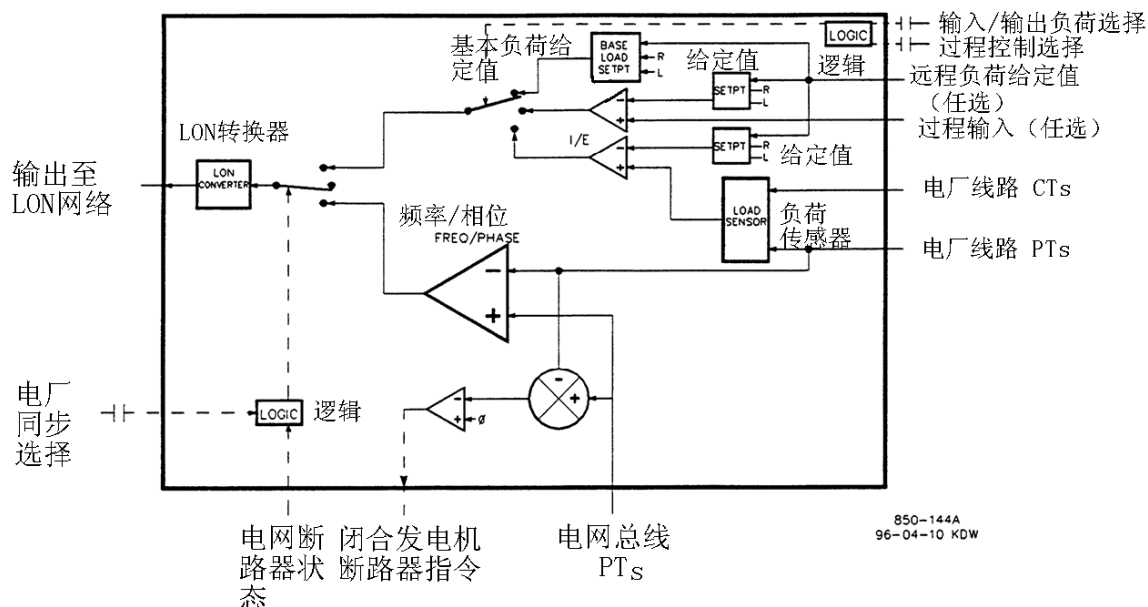 输入/输出负荷选择
LOGIC
过程控制选择
基本负荷给
定值
BASE
LOAD
SETPT
R
L
给定值
逻辑
远程负荷给定值
（任选）
SETPT
R
L
过程输入（任选）
I/E
SETPT
R
L
给定值
LON转换器
LON
CONVERTER
输出至
LON网络
电厂线路 CTs
LOAD
SENSOR
负荷
传感器
电厂线路 PTs
频率/相位
FREQ/PHASE
-
+
-
+
-
+
-
+
-
+
ø
电厂
同步
选择
LOGIC
逻辑
850-144A
96-04-10 KDW
电网断
路器状
态
闭合发电机
断路器指令
电网总线
PTs